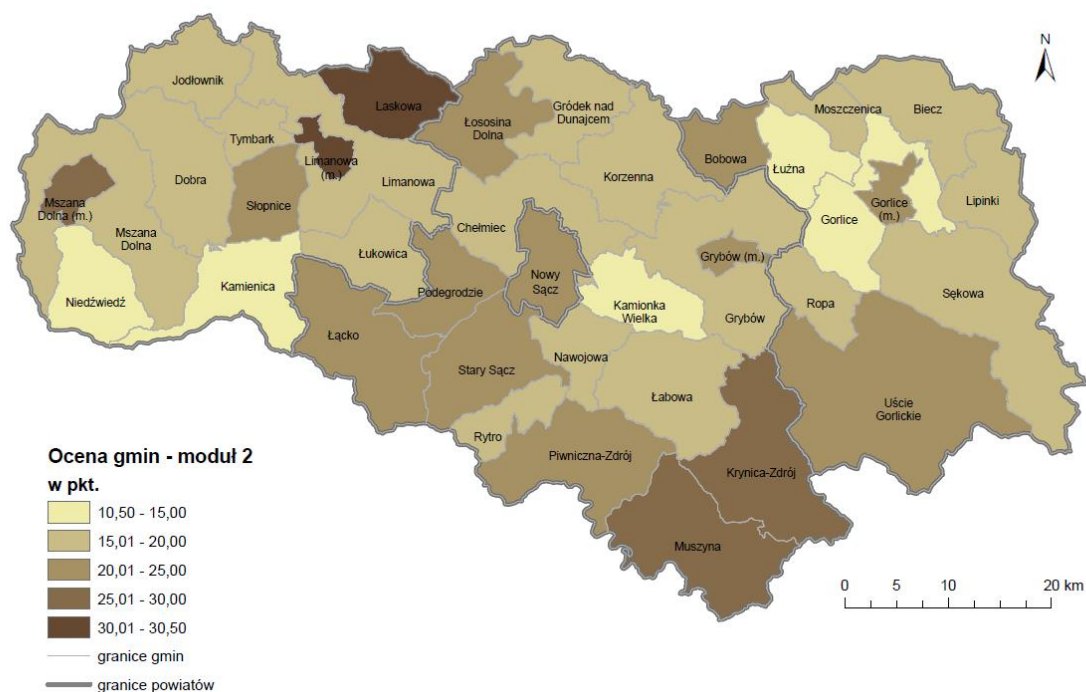 N
Jodłownik
Laskowa
Moszczenica
Biecz
Gródek nad
Dunajcem
Łososina
Dolna
Tymbark
Bobowa
Łużna
Limanowa
(m.)
Limanowa
Korzenna
Dobra
Mszana
Dolna (m.)
Słopnice
Lipinki
Gorlice
(m.)
Gorlice
Mszana
Dolna
Chełmiec
Łukowica
Grybów (m.)
Nowy
Sącz
Niedźwiedź
Kamienica
Podegrodzie
Kamionka
Wielka
Ropa
Sękowa
Grybów
Łącko
Nawojowa
Stary Sącz
Łabowa
Uście
Gorlickie
Rytro
Piwniczna-Zdrój
Krynica-Zdrój
Muszyna
Ocena gmin - moduł 2
w pkt.
10,50 - 15,00
15,01 - 20,00
20,01 - 25,00
25,01 - 30,00
30,01 - 30,50
granice gmin
granice powiatów
0 5 10 20 km